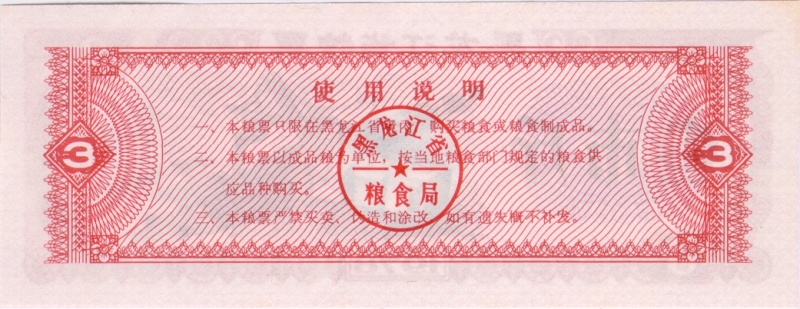 使用说明
一、本粮票只限在黑龙江省境内，购买粮食或粮食制成品。
二、本粮票以成品粮为单位，按当地粮食部门规定的粮食供
应品种购买。
三、本粮票严禁买卖、伪造和涂改，如有遗失概不补发。
黑龙江省
粮食局
3
3